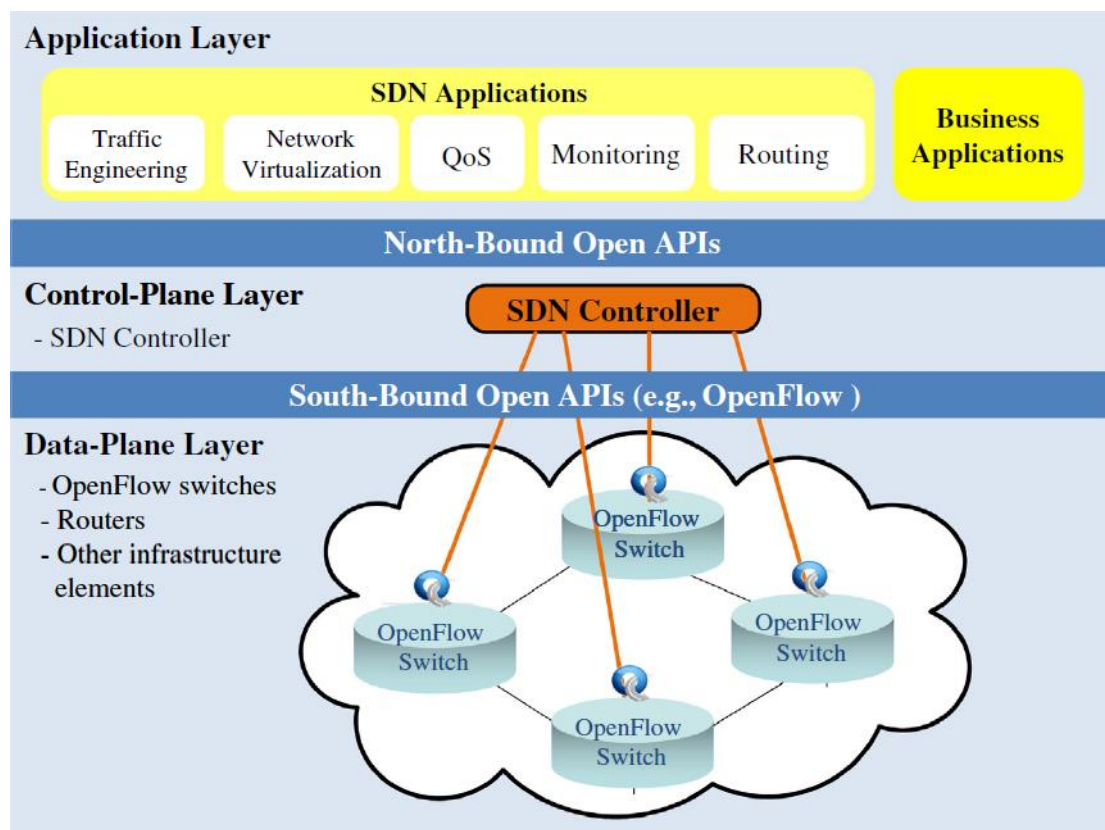 Application Layer
SDN Applications
Traffic
Engineering
Network
Virtualization
QoS
Monitoring
Routing
Business
Applications
North-Bound Open APIs
Control-Plane Layer
- SDN Controller
SDN Controller
South-Bound Open APIs (e.g., OpenFlow )
Data-Plane Layer
- OpenFlow switches
- Routers
- Other infrastructure
elements
OpenFlow
Switch
OpenFlow
Switch
OpenFlow
Switch
OpenFlow
Switch